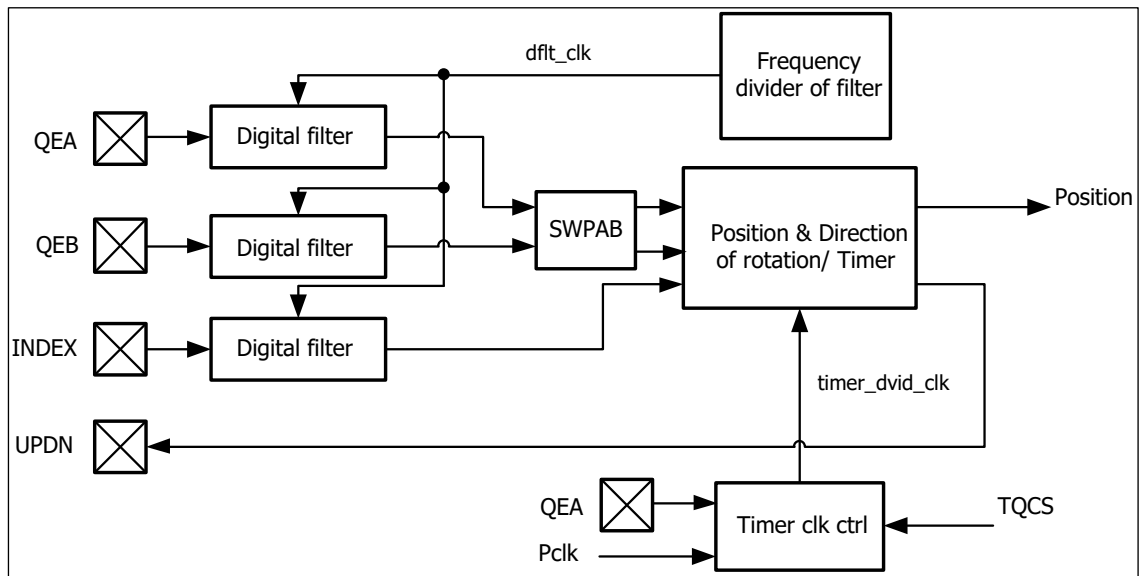 dflt_clk
Frequency
divider of filter
QEA
Digital filter
Position
QEB
Digital filter
SWPAB
Position & Direction
of rotation/ Timer
INDEX
Digital filter
timer_dvid_clk
UPDN
QEA
Timer clk ctrl
TQCS
Pclk